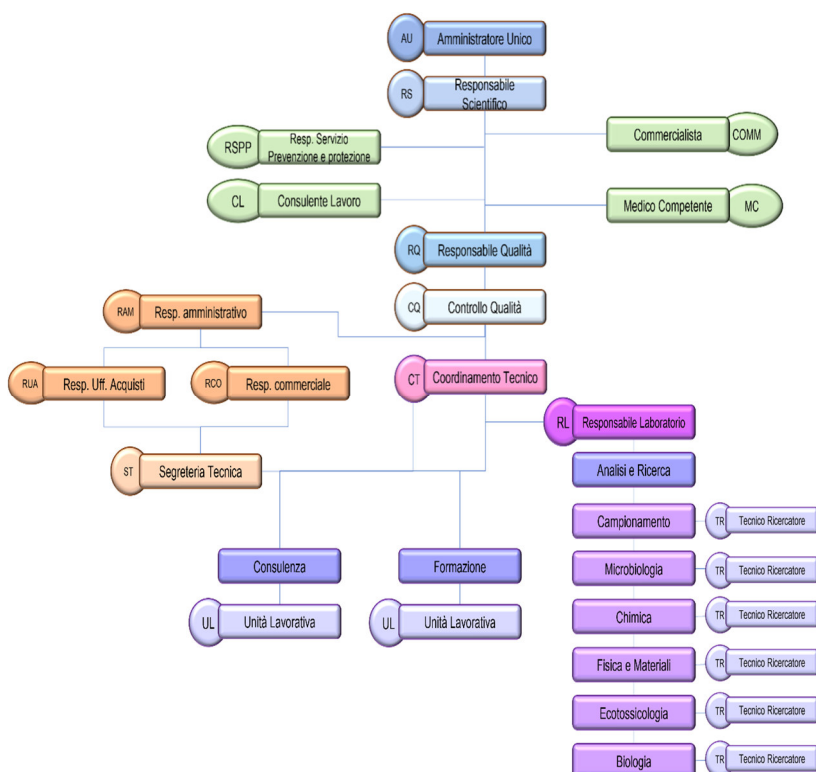 AU
Amministratore Unico
RS
Responsabile
Scientifico
RSPP
Resp. Servizio
Prevenzione e protezione
Commercialista
COMM
CL
Consulente Lavoro
Medico Competente
MC
RQ
Responsabile Qualità
CQ
Controllo Qualità
RAM
Resp. amministrativo
RUA
Resp. Uff. Acquisti
RCO
Resp. commerciale
CT
Coordinamento Tecnico
RL
Responsabile Laboratorio
ST
Segreteria Tecnica
Analisi e Ricerca
Campionamento
TR
Tecnico Ricercatore
Consulenza
Formazione
Microbiologia
TR
Tecnico Ricercatore
UL
Unità Lavorativa
UL
Unità Lavorativa
Chimica
TR
Tecnico Ricercatore
Fisica e Materiali
TR
Tecnico Ricercatore
Ecotossicologia
TR
Tecnico Ricercatore
Biologia
TR
Tecnico Ricercatore